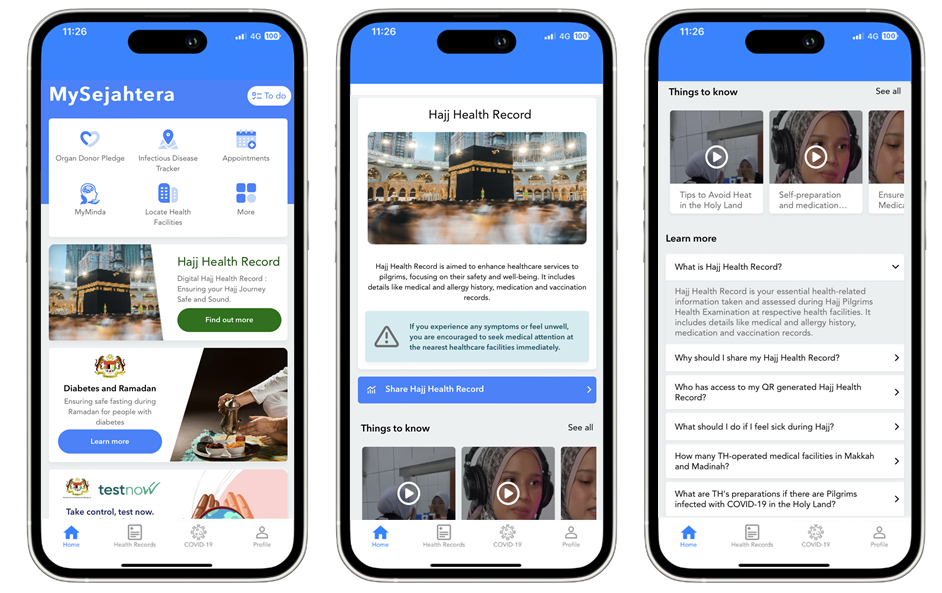 11:26
4G 100
MySejahtera
To do
Organ Donor Pledge
Infectious Disease
Tracker
Appointments
MyMinda
Locate Health
Facilities
More
Hajj Health Record
Digital Hajj Health Record :
Ensuring your Hajj Journey
Safe and Sound.
Find out more
Diabetes and Ramadan
Ensuring safe fasting during
Ramadan for people with
diabetes
Learn more
testnow
Take control, test now.
Home
Health Records
COVID-19
Profile
11:26
4G 100
Hajj Health Record
Hajj Health Record is aimed to enhance healthcare services to
pilgrims, focusing on their safety and well-being. It includes
details like medical and allergy history, medication and vaccination
records.
If you experience any symptoms or feel unwell,
you are encouraged to seek medical attention at
the nearest healthcare facilities immediately.
Share Hajj Health Record
Things to know
See all
Home
Health Records
COVID-19
Profile
11:26
4G 100
Things to know
See all
Tips to Avoid Heat
in the Holy Land
Self-preparation
and medication...
Ensure
Medica
Learn more
What is Hajj Health Record?
Hajj Health Record is your essential health-related
information taken and assessed during Hajj Pilgrims
Health Examination at respective health facilities. It
includes details like medical and allergy history,
medication and vaccination records.
Why should I share my Hajj Health Record?
Who has access to my QR generated Hajj Health
Record?
What should I do if I feel sick during Hajj?
How many TH-operated medical facilities in Makkah
and Madinah?
What are TH's preparations if there are Pilgrims
infected with COVID-19 in the Holy Land?
Home
Health Records
COVID-19
Profile